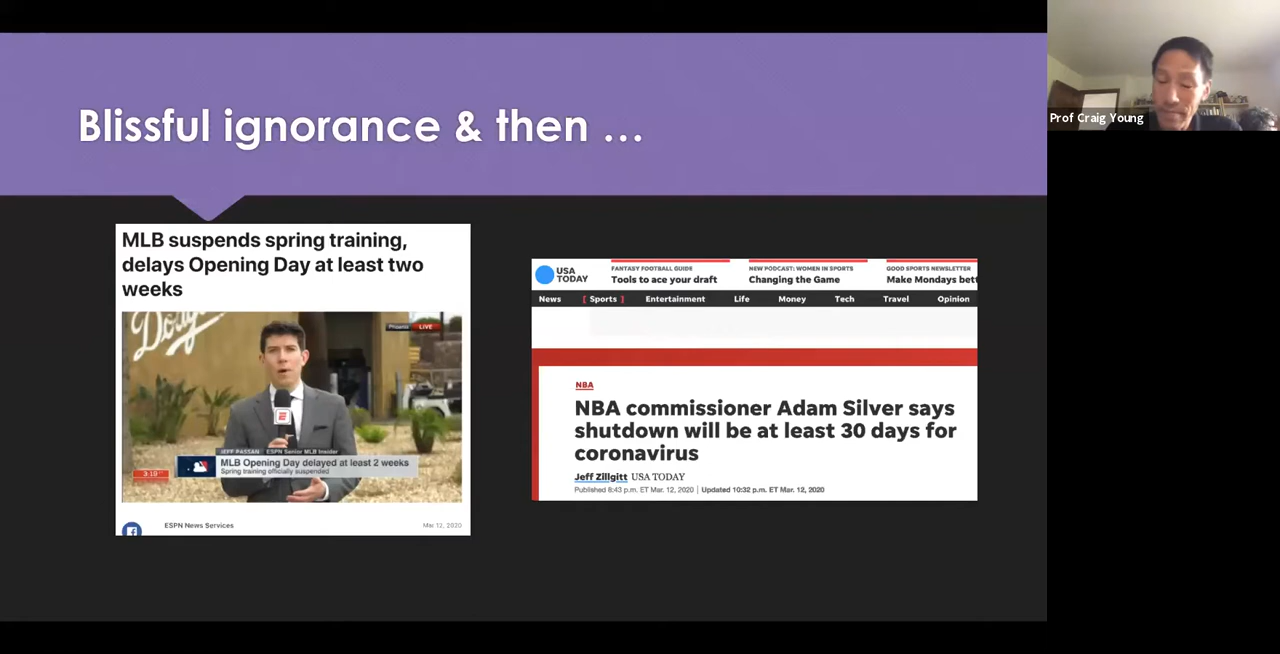 Blissful ignorance & then …
Prof Craig Young
MLB suspends spring training,
delays Opening Day at least two
weeks
Dodge
Phoenix LIVE
JEFF PASSAN ESPN Senior MLB Insider
MLB Opening Day delayed at least 2 weeks
Spring training officially suspended
3:19
ESPN News Services
Mar 12, 2020
USA
TODAY
FANTASY FOOTBALL GUIDE
Tools to ace your draft
NEW PODCAST: WOMEN IN SPORTS
Changing the Game
GOOD SPORTS NEWSLETTER
Make Mondays bett
News [ Sports ] Entertainment Life Money Tech Travel Opinion
NBA
NBA commissioner Adam Silver says
shutdown will be at least 30 days for
coronavirus
Jeff Zillgitt USA TODAY
Published 8:43 p.m. ET Mar. 12, 2020 | Updated 10:32 p.m. ET Mar. 12, 2020